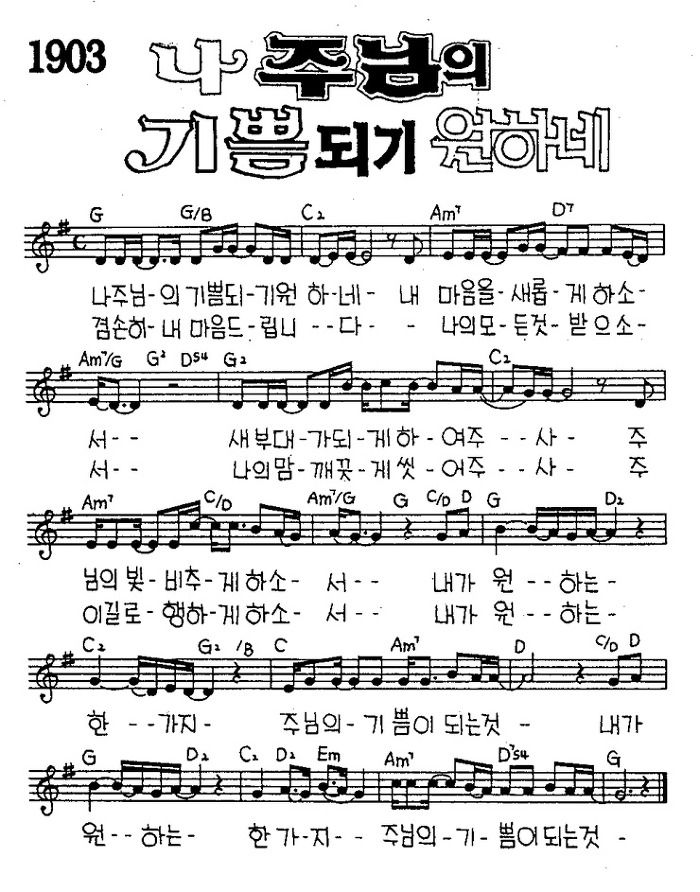 1903
나 주님의
기쁨되기 원하네
G G/B C2 Am7 D7
나주님-의기쁨되-기원 하-네- 내 마음을-새롭-게하소-
겸손히-내마음드-립니 --다- 나의모-든것-받으소-
Am7/G G2 Ds4 G2 C2
서-- 새부대-가되-게하-여주--사- 주
서-- 나의맘-깨끗-게씻-어주--사- 주
Am7 C/D Am7/G G C/D D G D2
님의빛-비추-게하소-서-- 내가 원--하는-
이길로-행하-게하소-서-- 내가 원--하는-
C2 G2 /B C Am7 D C/D D
한--가지- 주님의-기쁨이되는것- 내가
G D2 C2 D2 Em Am7 D7s4 G
원--하는- 한가-지-- 주님의-기-쁨이되는것-